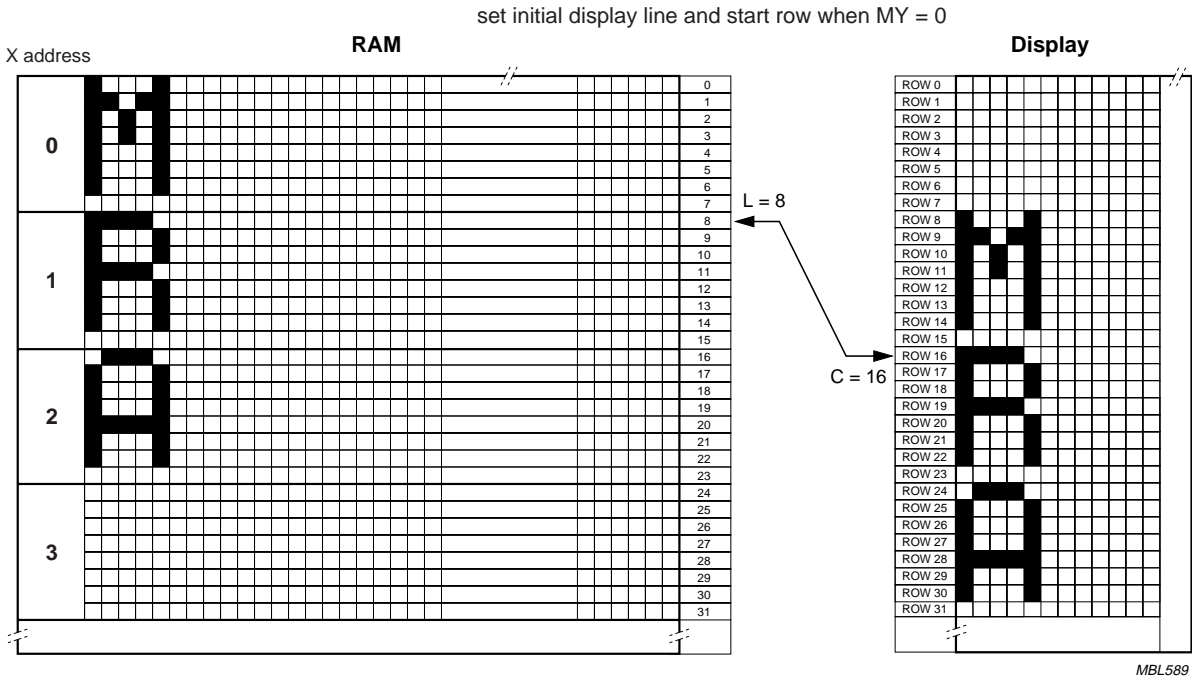 set initial display line and start row when MY = 0
RAM
Display
X address
0
1
2
3
0
1
2
3
4
5
6
7
8
9
10
11
12
13
14
15
16
17
18
19
20
21
22
23
24
25
26
27
28
29
30
31
L = 8
C = 16
ROW 0
ROW 1
ROW 2
ROW 3
ROW 4
ROW 5
ROW 6
ROW 7
ROW 8
ROW 9
ROW 10
ROW 11
ROW 12
ROW 13
ROW 14
ROW 15
ROW 16
ROW 17
ROW 18
ROW 19
ROW 20
ROW 21
ROW 22
ROW 23
ROW 24
ROW 25
ROW 26
ROW 27
ROW 28
ROW 29
ROW 30
ROW 31
M
R
A
M
R
A
MBL589